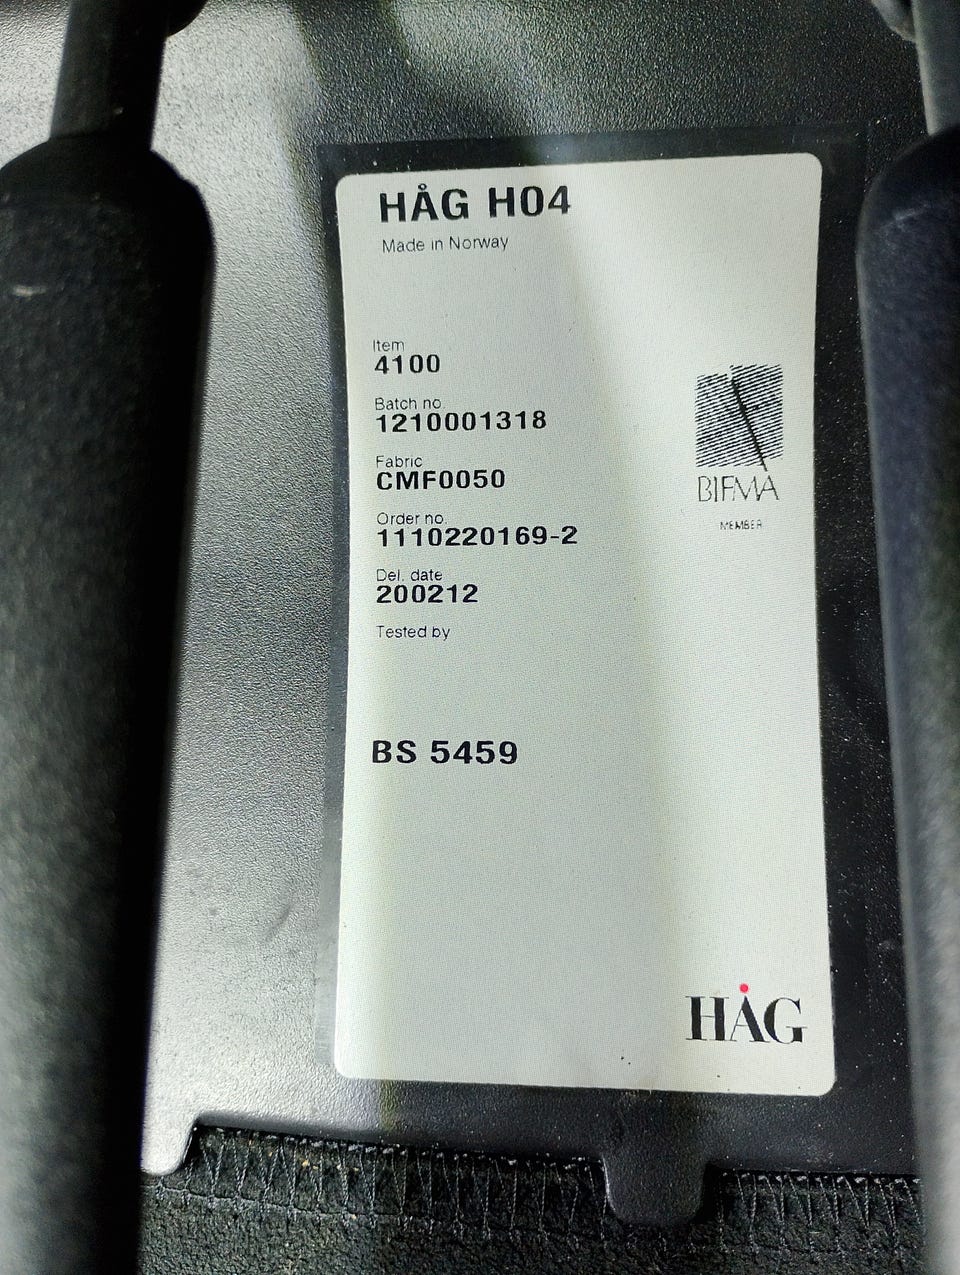 HÅG H04
Made in Norway
Item
4100
Batch no.
1210001318
Fabric
CMF0050
Order no.
1110220169-2
Del. date
200212
Tested by
BS 5459
BIFMA
MEMBER
HÅG